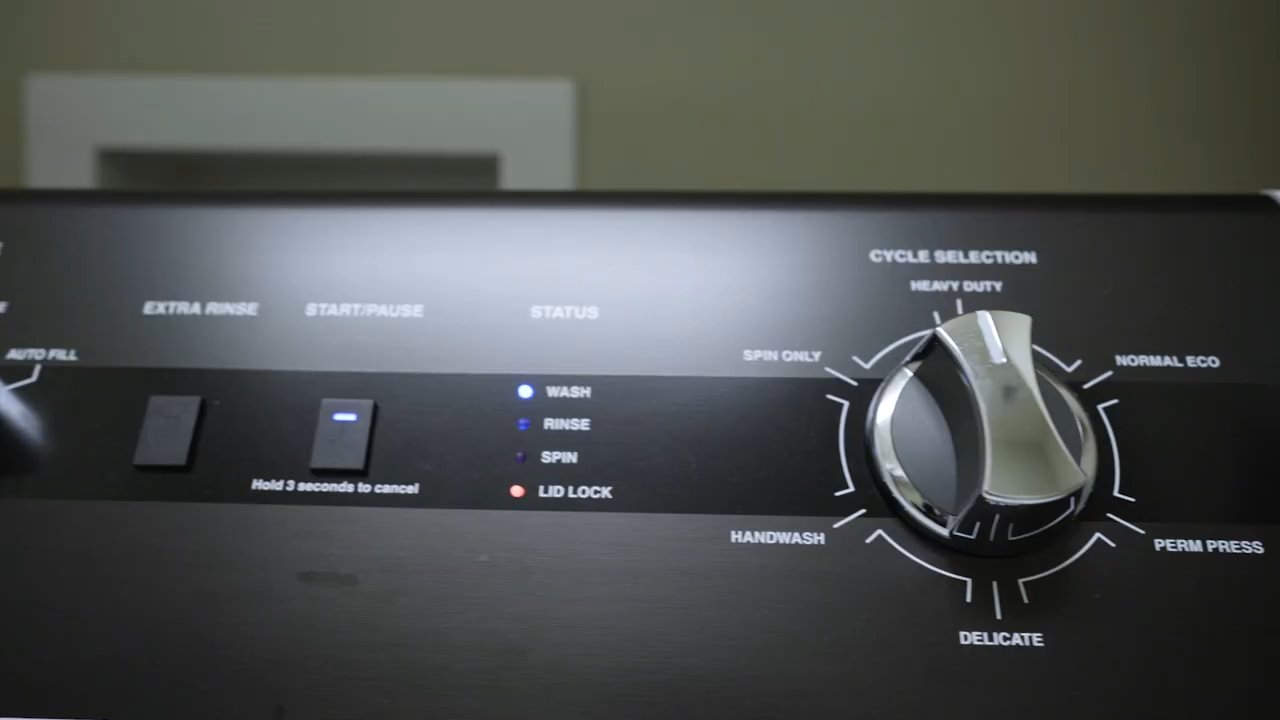 CYCLE SELECTION
HEAVY DUTY
EXTRA RINSE
START/PAUSE
STATUS
AUTO FILL
SPIN ONLY
NORMAL ECO
WASH
RINSE
SPIN
LID LOCK
Hold 3 seconds to cancel
HANDWASH
PERM PRESS
DELICATE